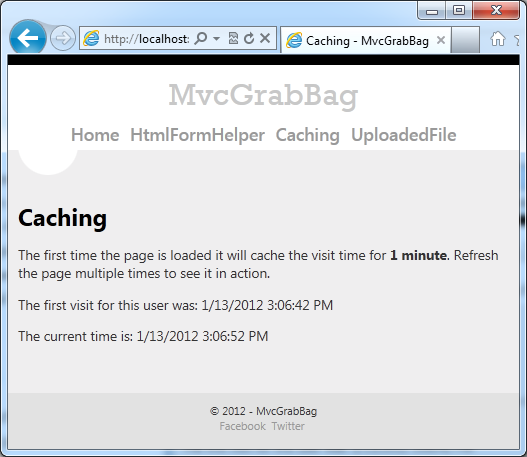 http://localhost:
Caching - MvcGrabBag
MvcGrabBag
Home HtmlFormHelper Caching UploadedFile
Caching
The first time the page is loaded it will cache the visit time for 1 minute. Refresh
the page multiple times to see it in action.
The first visit for this user was: 1/13/2012 3:06:42 PM
The current time is: 1/13/2012 3:06:52 PM
© 2012 - MvcGrabBag
Facebook Twitter